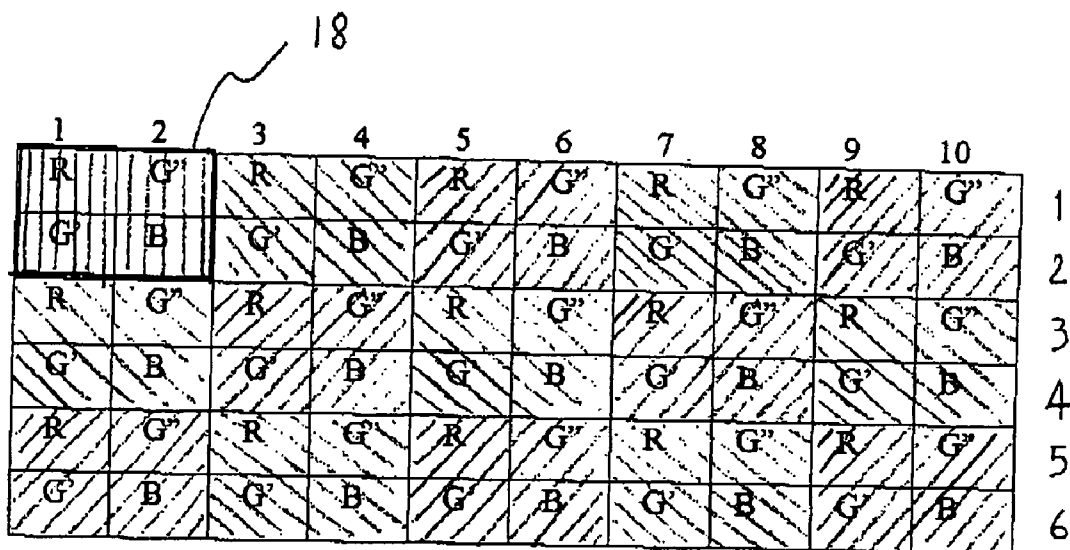 18
1 2 3 4 5 6 7 8 9 10
R G" R G" R G" R G" R G" 1
G' B G' B G' B G' B G' B 2
R G" R G" R G" R G" R G" 3
G' B G' B G' B G' B G' B 4
R G" R G" R G" R G" R G" 5
G' B G' B G' B G' B G' B 6